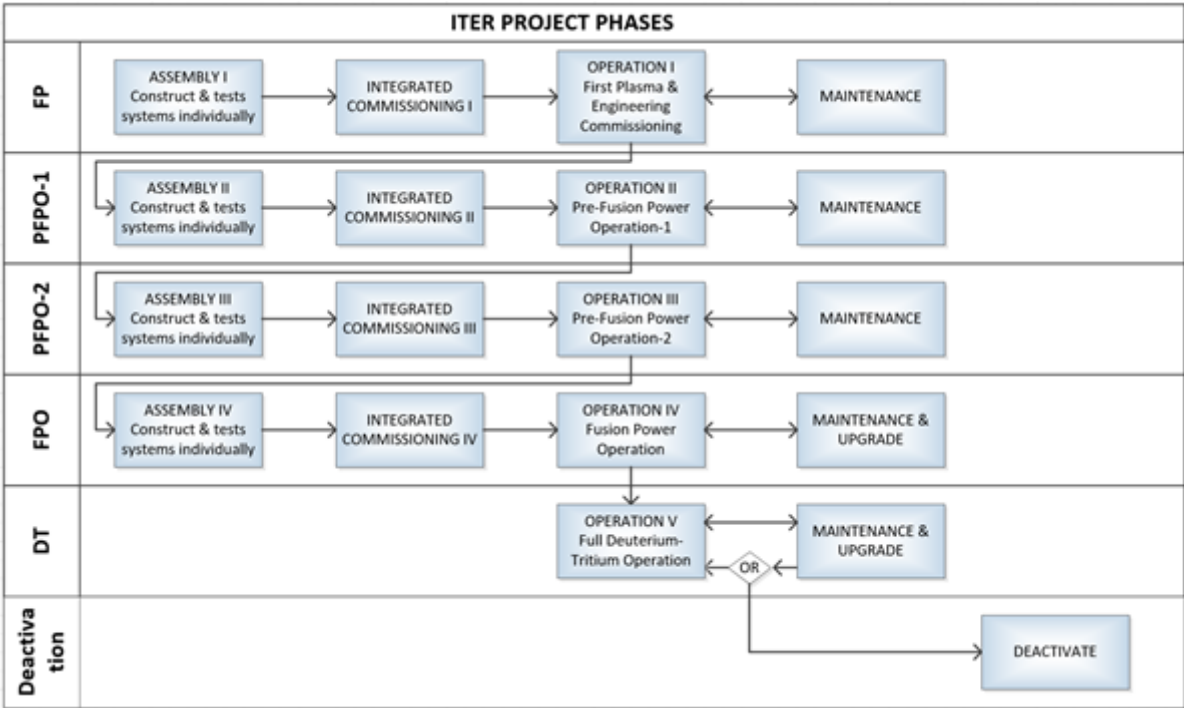 ITER PROJECT PHASES
FP
ASSEMBLY I
Construct & tests
systems individually
INTEGRATED
COMMISSIONING I
OPERATION I
First Plasma &
Engineering
Commissioning
MAINTENANCE
PFPO-1
ASSEMBLY II
Construct & tests
systems individually
INTEGRATED
COMMISSIONING II
OPERATION II
Pre-Fusion Power
Operation-1
MAINTENANCE
PFPO-2
ASSEMBLY III
Construct & tests
systems individually
INTEGRATED
COMMISSIONING III
OPERATION III
Pre-Fusion Power
Operation-2
MAINTENANCE
FPO
ASSEMBLY IV
Construct & tests
systems individually
INTEGRATED
COMMISSIONING IV
OPERATION IV
Fusion Power
Operation
MAINTENANCE &
UPGRADE
DT
OPERATION V
Full Deuterium-
Tritium Operation
OR
MAINTENANCE &
UPGRADE
Deactiva
tion
DEACTIVATE